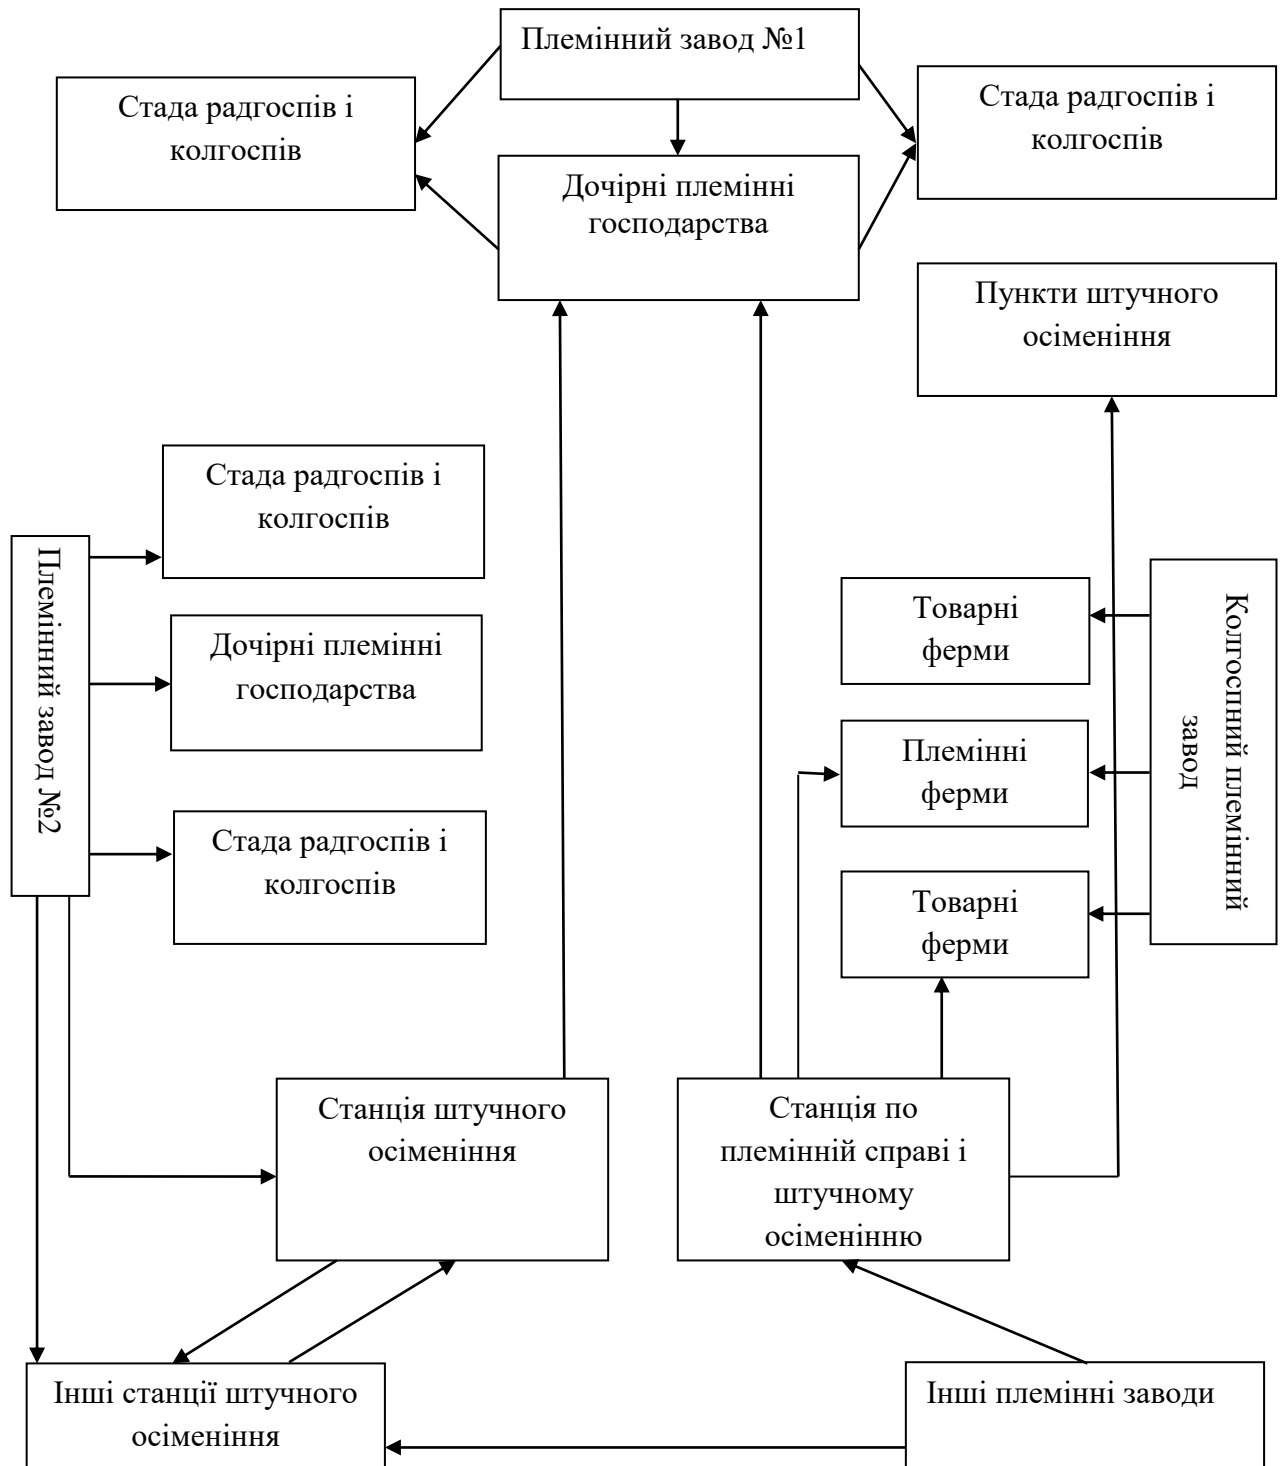 Племінний завод №1
Стада радгоспів і
колгоспів
Стада радгоспів і
колгоспів
Дочірні племінні
господарства
Пункти штучного
осіменіння
Стада радгоспів і
колгоспів
Племінний завод №2
Дочірні племінні
господарства
Стада радгоспів і
колгоспів
Товарні
ферми
Колгоспний племінний
завод
Племінні
ферми
Товарні
ферми
Станція штучного
осіменіння
Станція по
племінній справі і
штучному
осіменінню
Інші станції штучного
осіменіння
Інші племінні заводи